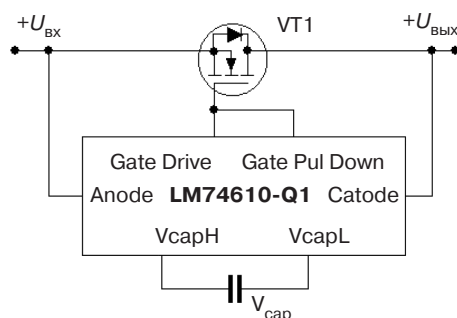 +Uвх VT1 +Uвых
Gate Drive Gate Pul Down
Anode LM74610-Q1 Catode
VcapH VcapL
Vcap